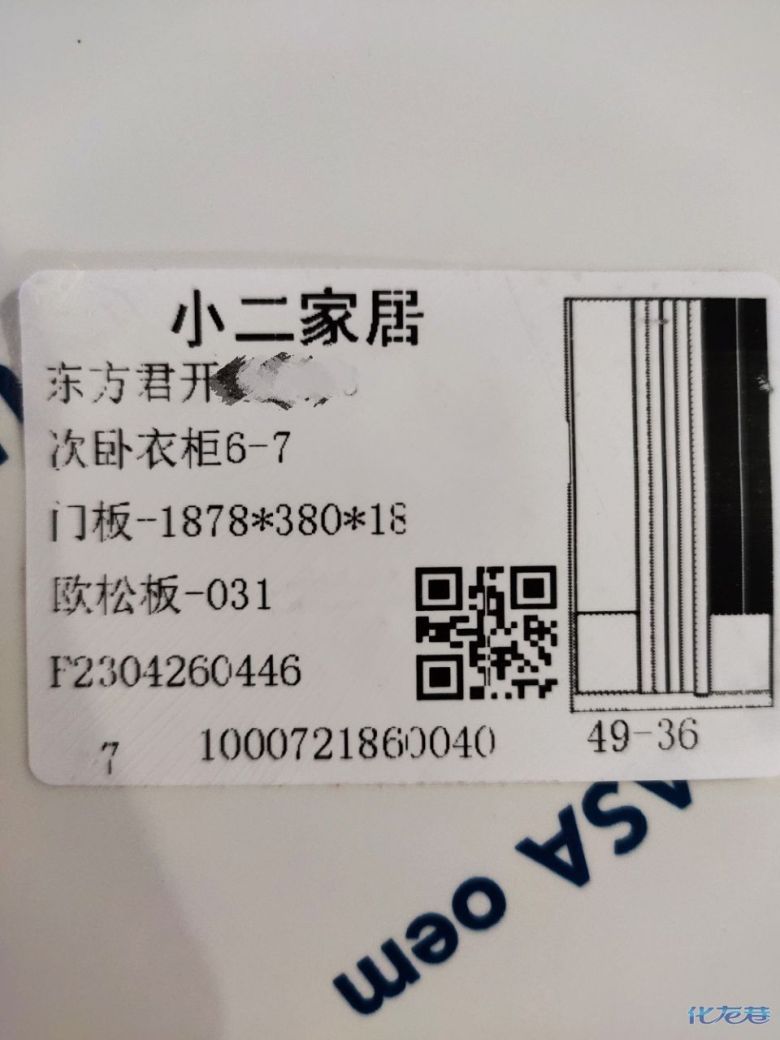 小二家居
东方君开
次卧衣柜6-7
门板-1878*380*18
欧松板-031
F2304260446
7 1000721860040
49-36
ASA oem
化龙巷